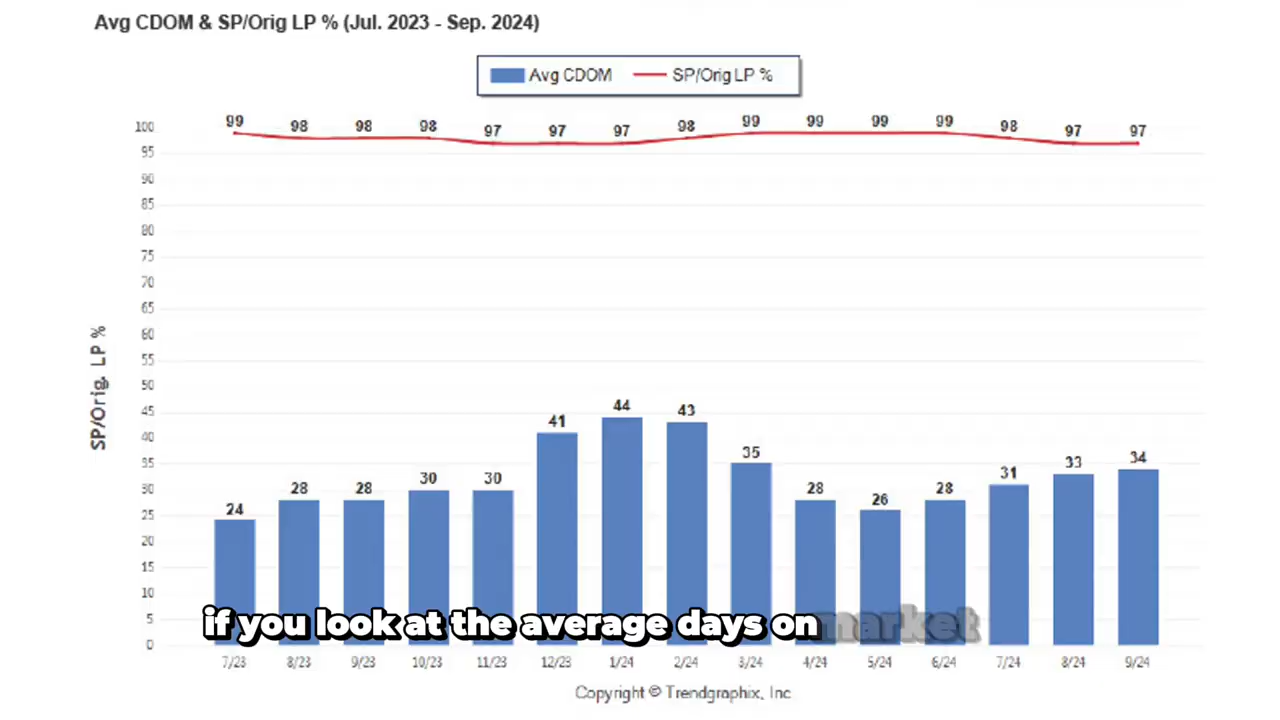 Avg CDOM & SP/Orig LP % (Jul. 2023 - Sep. 2024)
Avg CDOM SP/Orig LP %
99 98 98 98 97 97 97 98 99 99 99 99 98 97 97
100
95
90
85
80
75
70
65
60
55
50
45
40
35
30
25
20
15
10
5
0
SP/Orig. LP %
24 28 28 30 30 41 44 43 35 28 26 28 31 33 34
if you look at the average days on market
7/23 8/23 9/23 10/23 11/23 12/23 1/24 2/24 3/24 4/24 5/24 6/24 7/24 8/24 9/24
Copyright © Trendgraphix, Inc